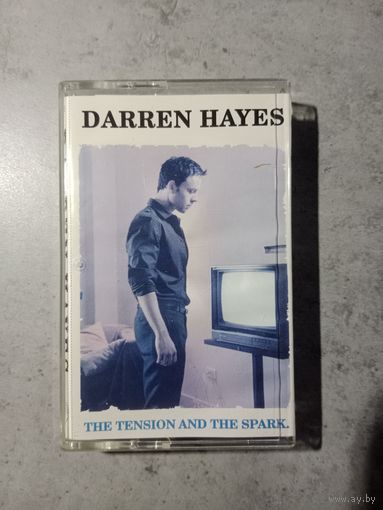 DARREN HAYES
THE TENSION AND THE SPARK.
www.ay.by